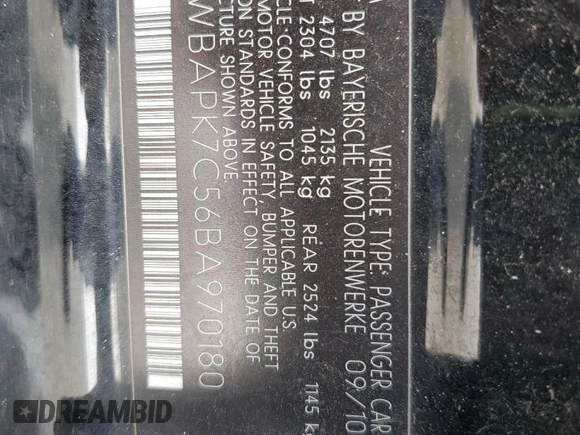 A
BY BAYERISCHE MOTORENWERKE 09/10
VEHICLE TYPE: PASSENGER CAR
4707 lbs 2135 kg
T 2304 lbs 1045 kg REAR 2524 lbs 1145 kg
ICLE CONFORMS TO ALL APPLICABLE U.S.
MOTOR VEHICLE SAFETY, BUMPER AND THEFT
ON STANDARDS IN EFFECT ON THE DATE OF
CTURE SHOWN ABOVE.
WBAPK7C56BA970180
DREAMBID